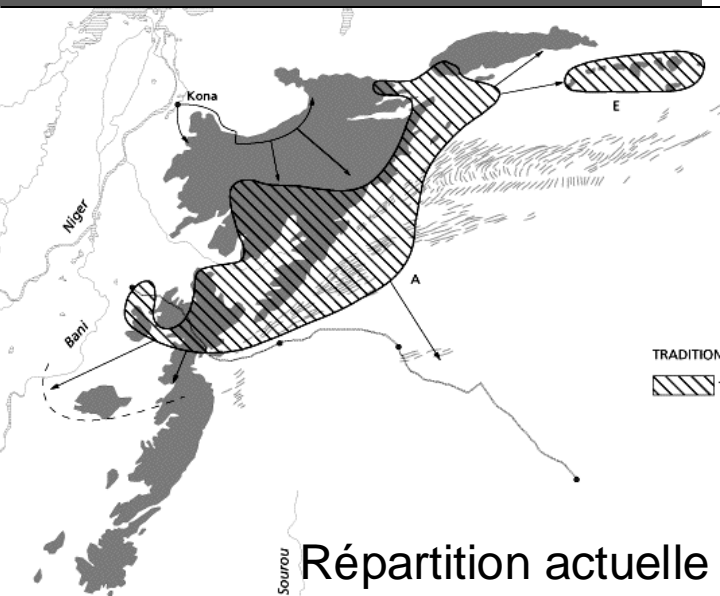 Kona
Niger
E
A
Bani
TRADITION
Sourou
Répartition actuelle